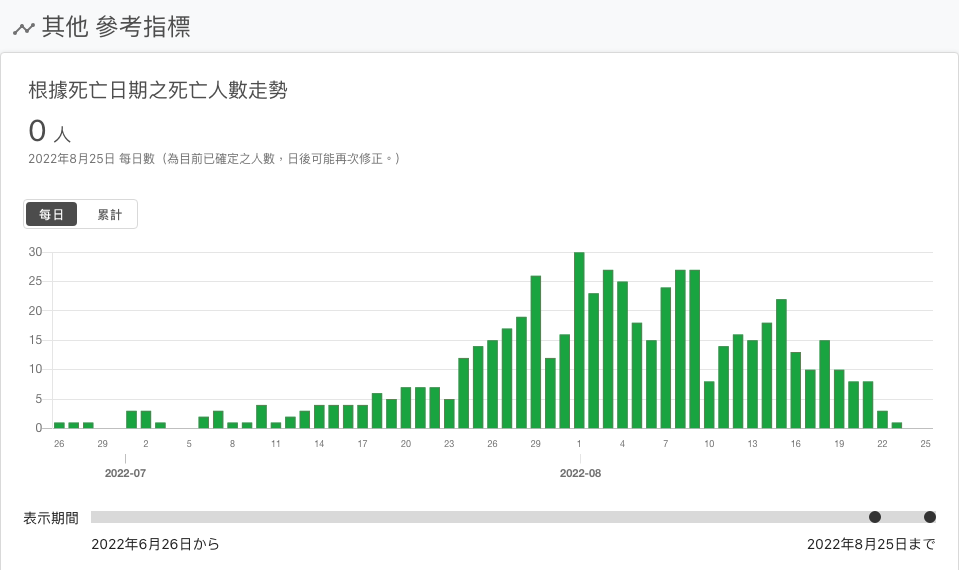 其他 參考指標
根據死亡日期之死亡人數走勢
0 人
2022年8月25日 每日數（為目前已確定之人數，日後可能再次修正。）
每日 累計
30
25
20
15
10
5
0
26 29 2 5 8 11 14 17 20 23 26 29 1 4 7 10 13 16 19 22 25
2022-07 2022-08
表示期間
2022年6月26日から 2022年8月25日まで